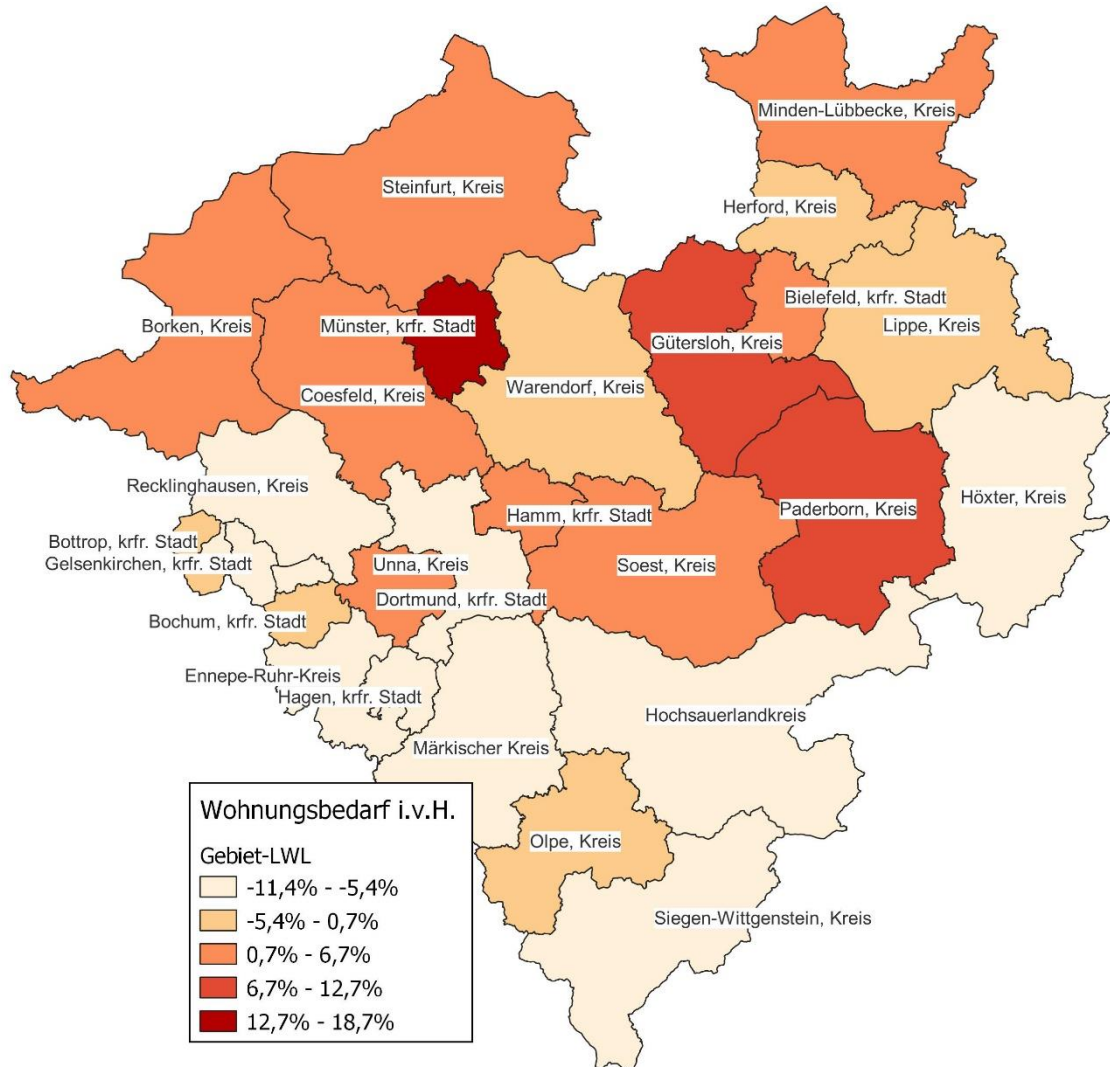 Minden-Lübbecke, Kreis
Steinfurt, Kreis
Herford, Kreis
Bielefeld, krfr. Stadt
Borken, Kreis
Münster, krfr. Stadt
Lippe, Kreis
Gütersloh, Kreis
Warendorf, Kreis
Coesfeld, Kreis
Recklinghausen, Kreis
Höxter, Kreis
Paderborn, Kreis
Hamm, krfr. Stadt
Bottrop, krfr. Stadt
Gelsenkirchen, krfr. Stadt
Unna, Kreis
Soest, Kreis
Dortmund, krfr. Stadt
Bochum, krfr. Stadt
Ennepe-Ruhr-Kreis
Hagen, krfr. Stadt
Hochsauerlandkreis
Märkischer Kreis
Olpe, Kreis
Siegen-Wittgenstein, Kreis
Wohnungsbedarf i.v.H.
Gebiet-LWL
-11,4% - -5,4%
-5,4% - 0,7%
0,7% - 6,7%
6,7% - 12,7%
12,7% - 18,7%